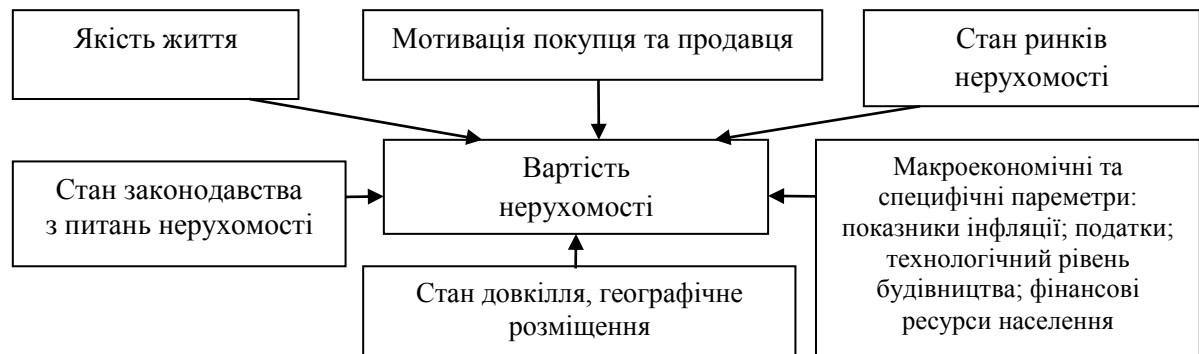 Якість життя
Мотивація покупця та продавця
Стан ринків
нерухомості
Стан законодавства
з питань нерухомості
Вартість
нерухомості
Макроекономічні та
специфічні пареметри:
показники інфляції; податки;
технологічний рівень
будівництва; фінансові
ресурси населення
Стан довкілля, географічне
розміщення